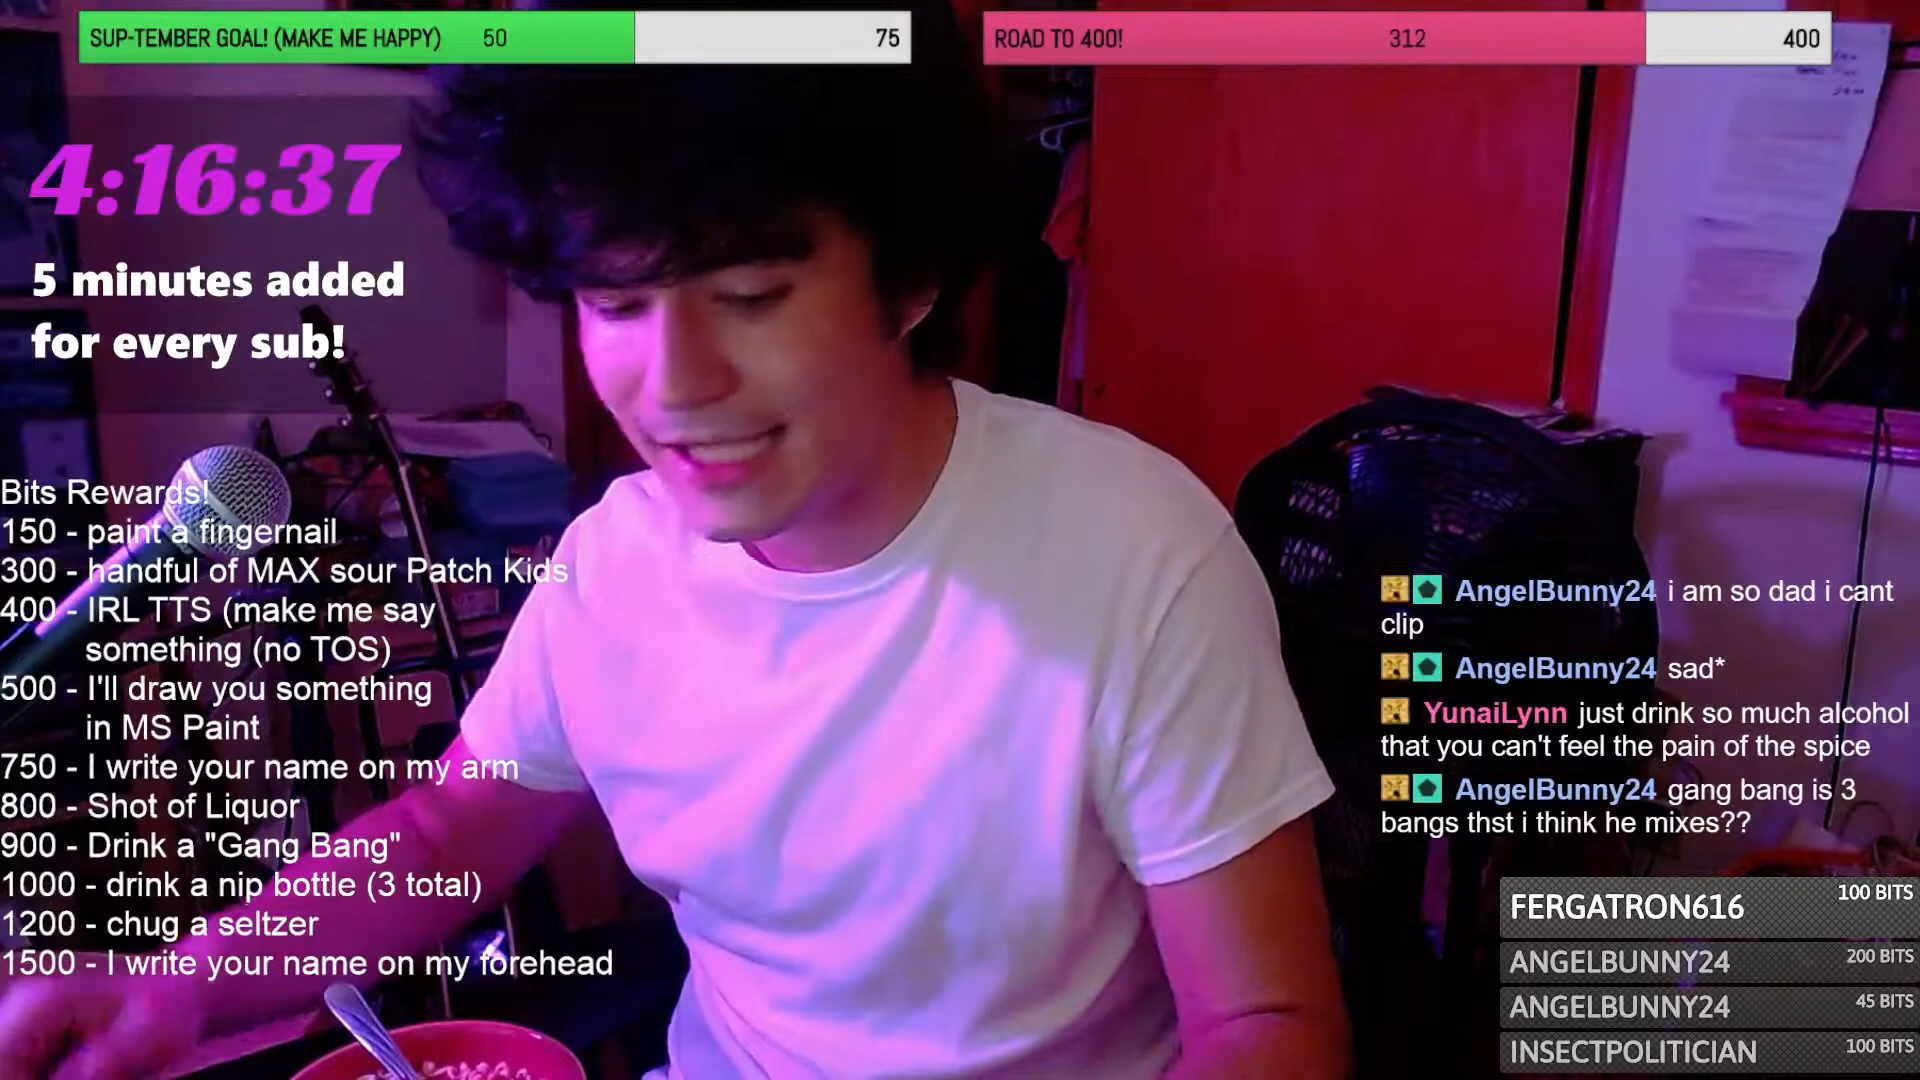 SUP-TEMBER GOAL! (MAKE ME HAPPY) 50 75
ROAD TO 400! 312 400
4:16:37
5 minutes added
for every sub!
Bits Rewards!
150 - paint a fingernail
300 - handful of MAX sour Patch Kids
400 - IRL TTS (make me say
something (no TOS)
500 - I'll draw you something
in MS Paint
750 - I write your name on my arm
800 - Shot of Liquor
900 - Drink a "Gang Bang"
1000 - drink a nip bottle (3 total)
1200 - chug a seltzer
1500 - I write your name on my forehead
AngelBunny24 i am so dad i cant
clip
AngelBunny24 sad*
YunaiLynn just drink so much alcohol
that you can't feel the pain of the spice
AngelBunny24 gang bang is 3
bangs thst i think he mixes??
FERGATRON616 100 BITS
ANGELBUNNY24 200 BITS
ANGELBUNNY24 45 BITS
INSECTPOLITICIAN 100 BITS